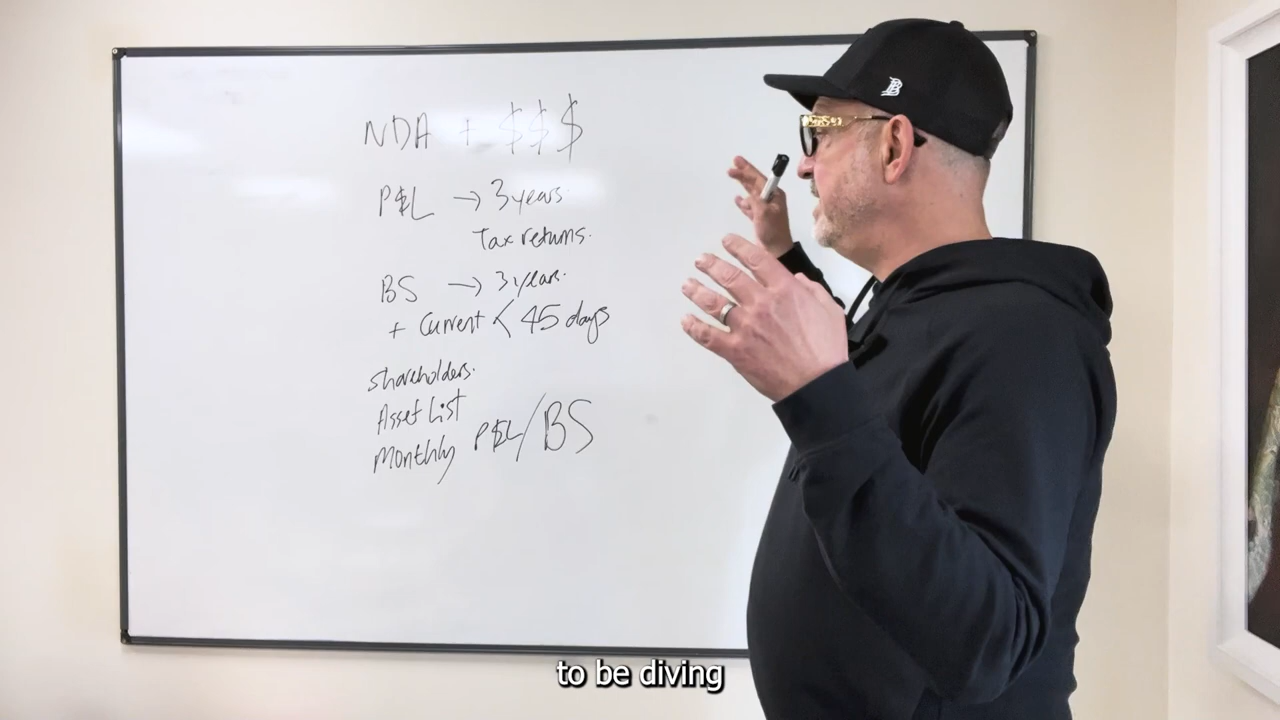 NDA + $$$
P&L → 3 years.
Tax returns.
BS → 3 years.
+ Current < 45 days
shareholders.
Asset List
Monthly P&L/BS
B
to be diving